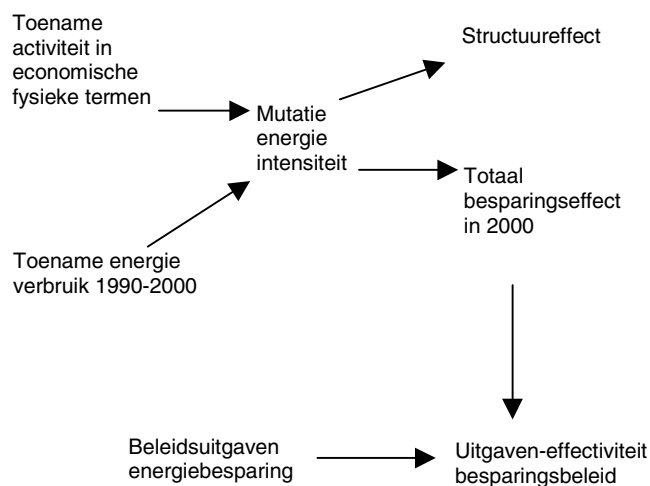 Toename
activiteit in
economische
fysieke termen
Structuureffect
Mutatie
energie
intensiteit
Totaal
besparingseffect
in 2000
Toename energie
verbruik 1990-2000
Beleidsuitgaven
energiebesparing
Uitgaven-effectiviteit
besparingsbeleid